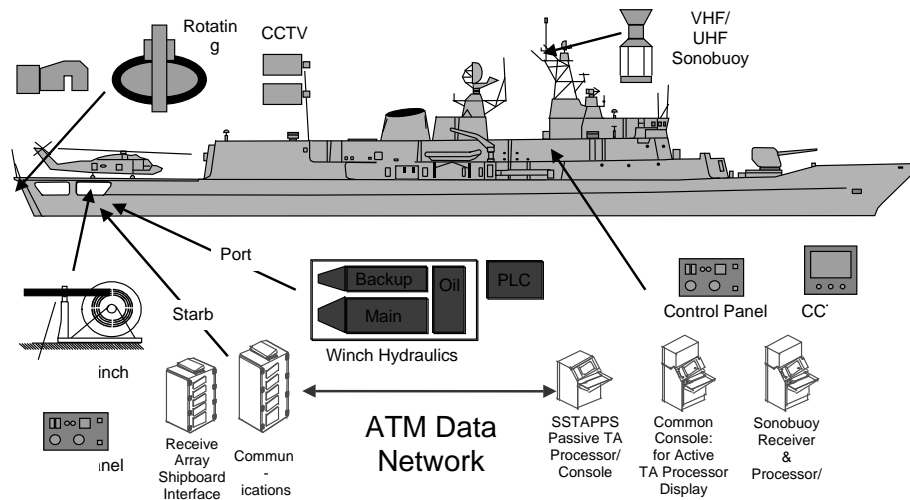 Rotatin
g
CCTV
VHF/
UHF
Sonobuoy
Port
Starb
Backup
Main
Oil
PLC
Winch Hydraulics
Control Panel
CC
inch
nel
Receive
Array
Shipboard
Interface
Commun
-
ications
ATM Data
Network
SSTAPPS
Passive TA
Processor/
Console
Common
Console:
for Active
TA Processor
Display
Sonobuoy
Receiver
&
Processor/